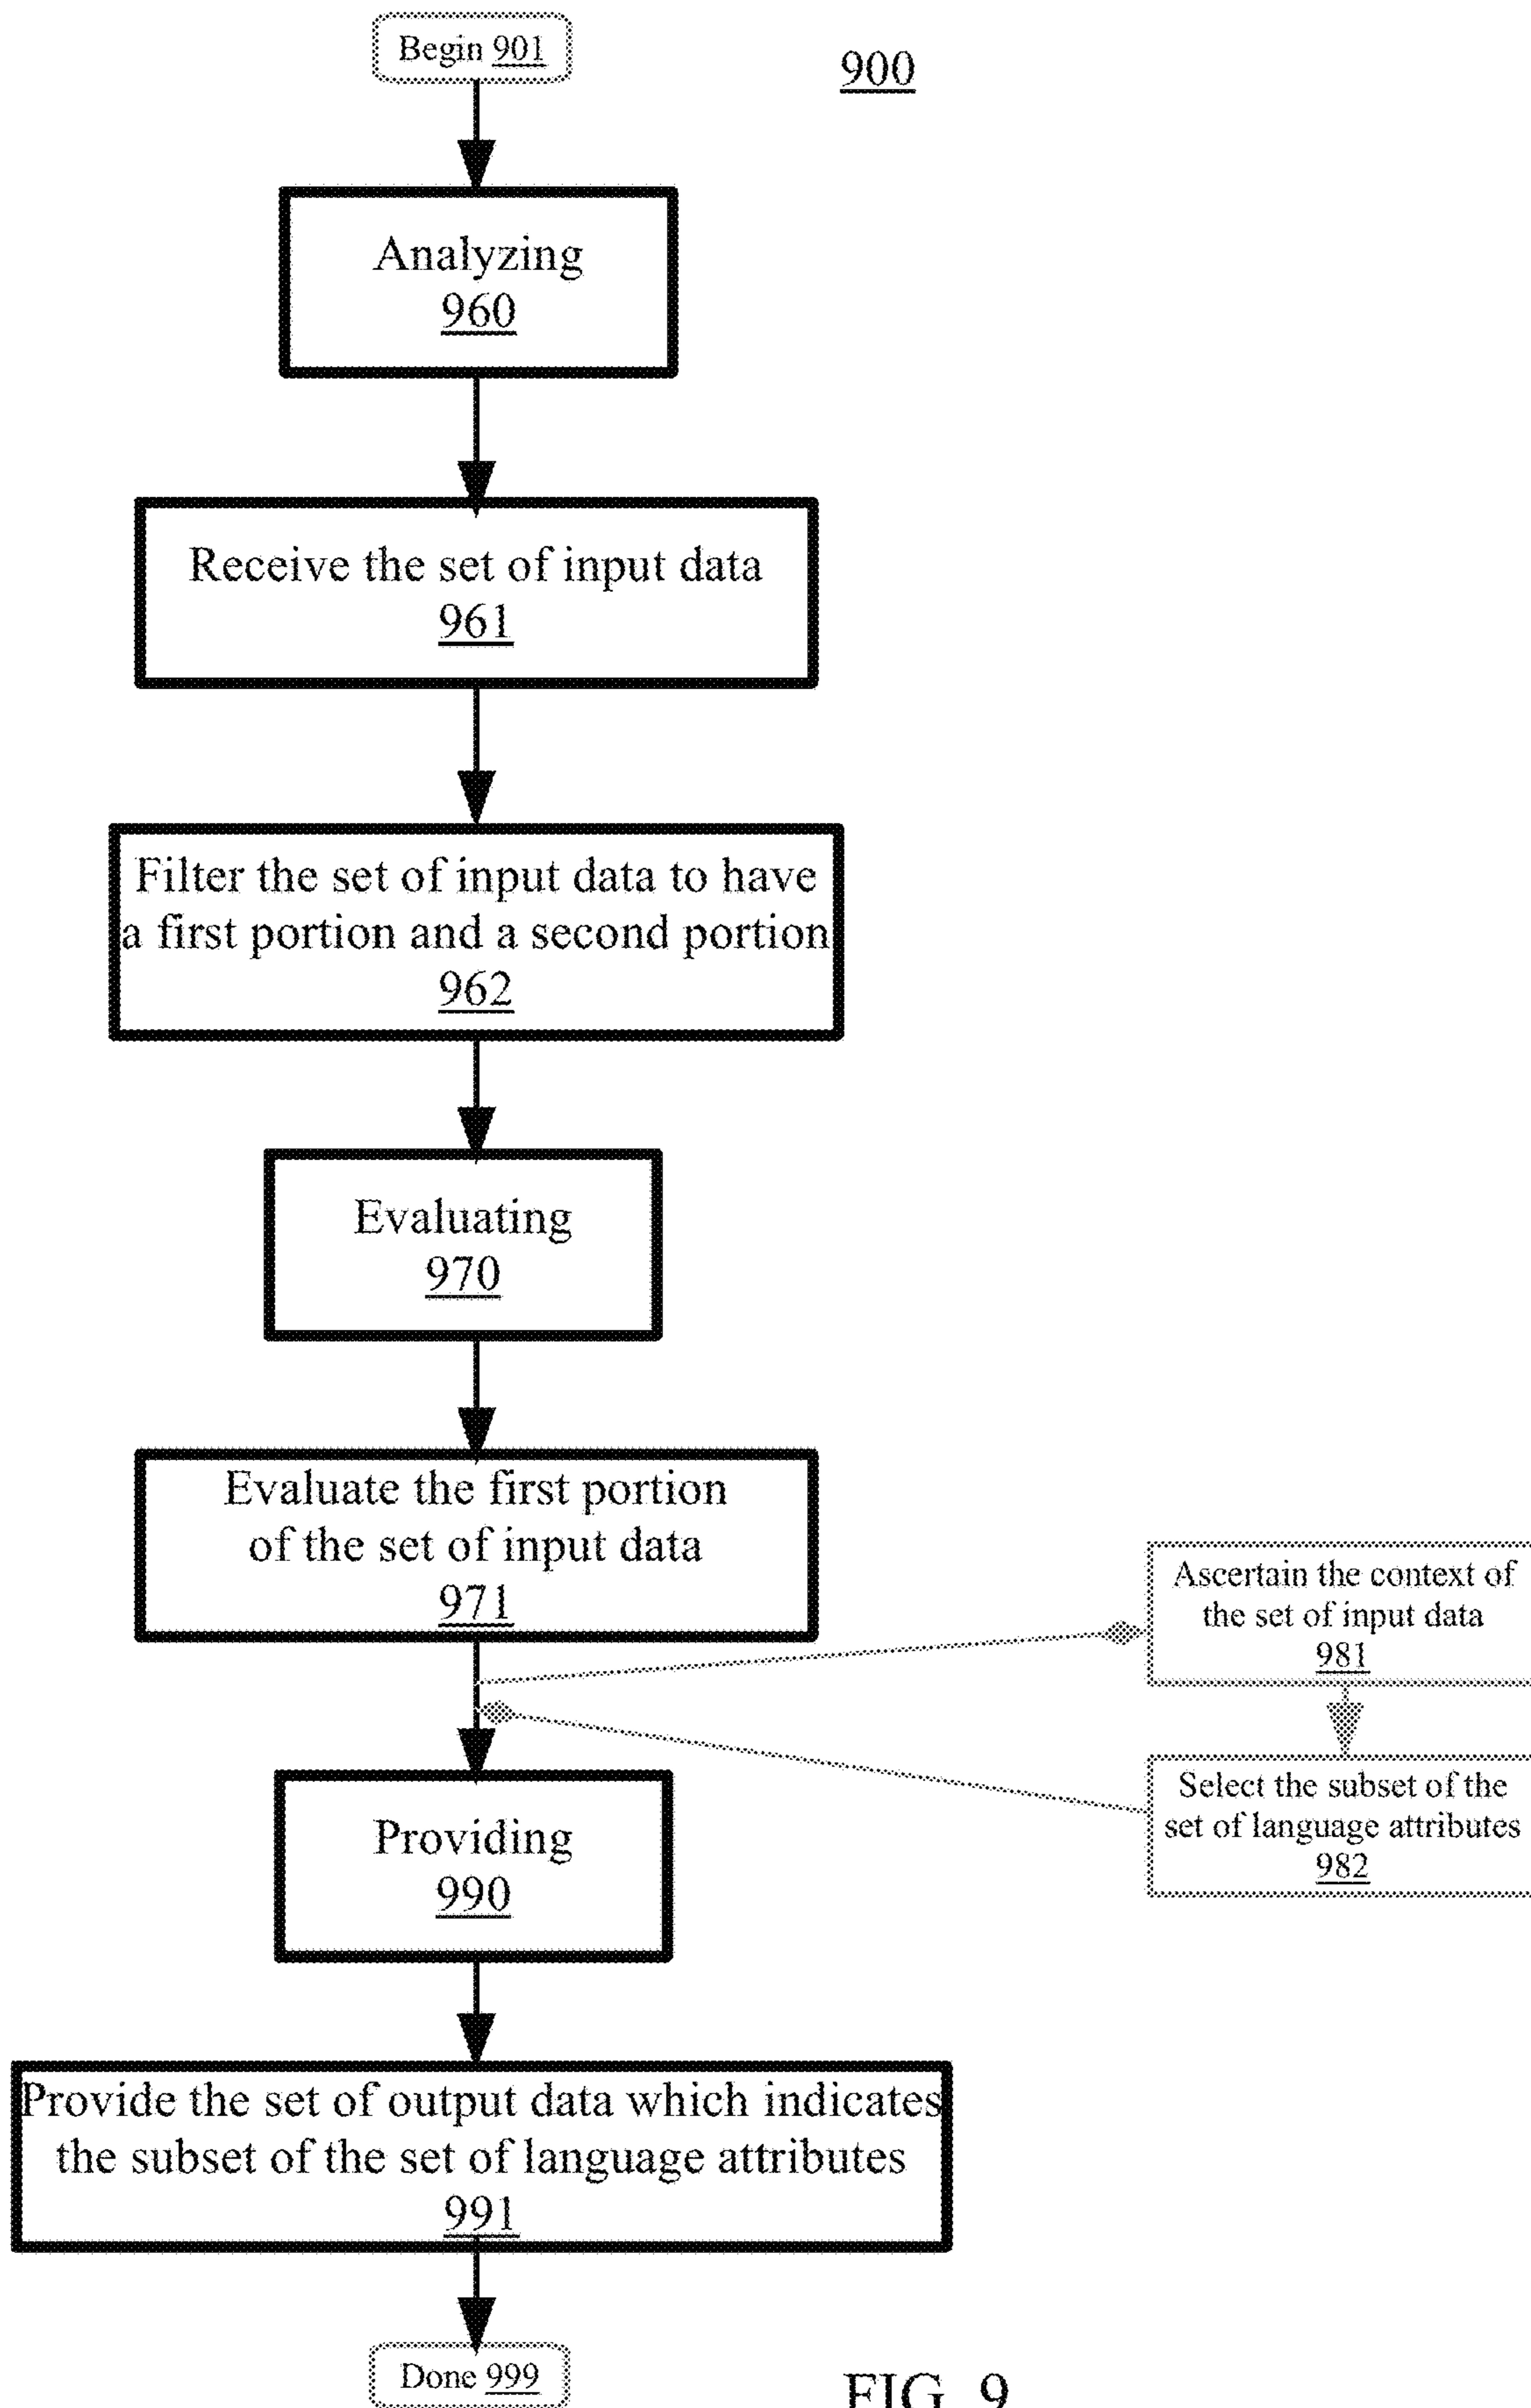 Begin 901
900
Analyzing
960
Receive the set of input data
961
Filter the set of input data to have
a first portion and a second portion
962
Evaluating
970
Evaluate the first portion
of the set of input data
971
Ascertain the context of
the set of input data
981
Select the subset of the
set of language attributes
982
Providing
990
Provide the set of output data which indicates
the subset of the set of language attributes
991
Done 999
FIG. 9